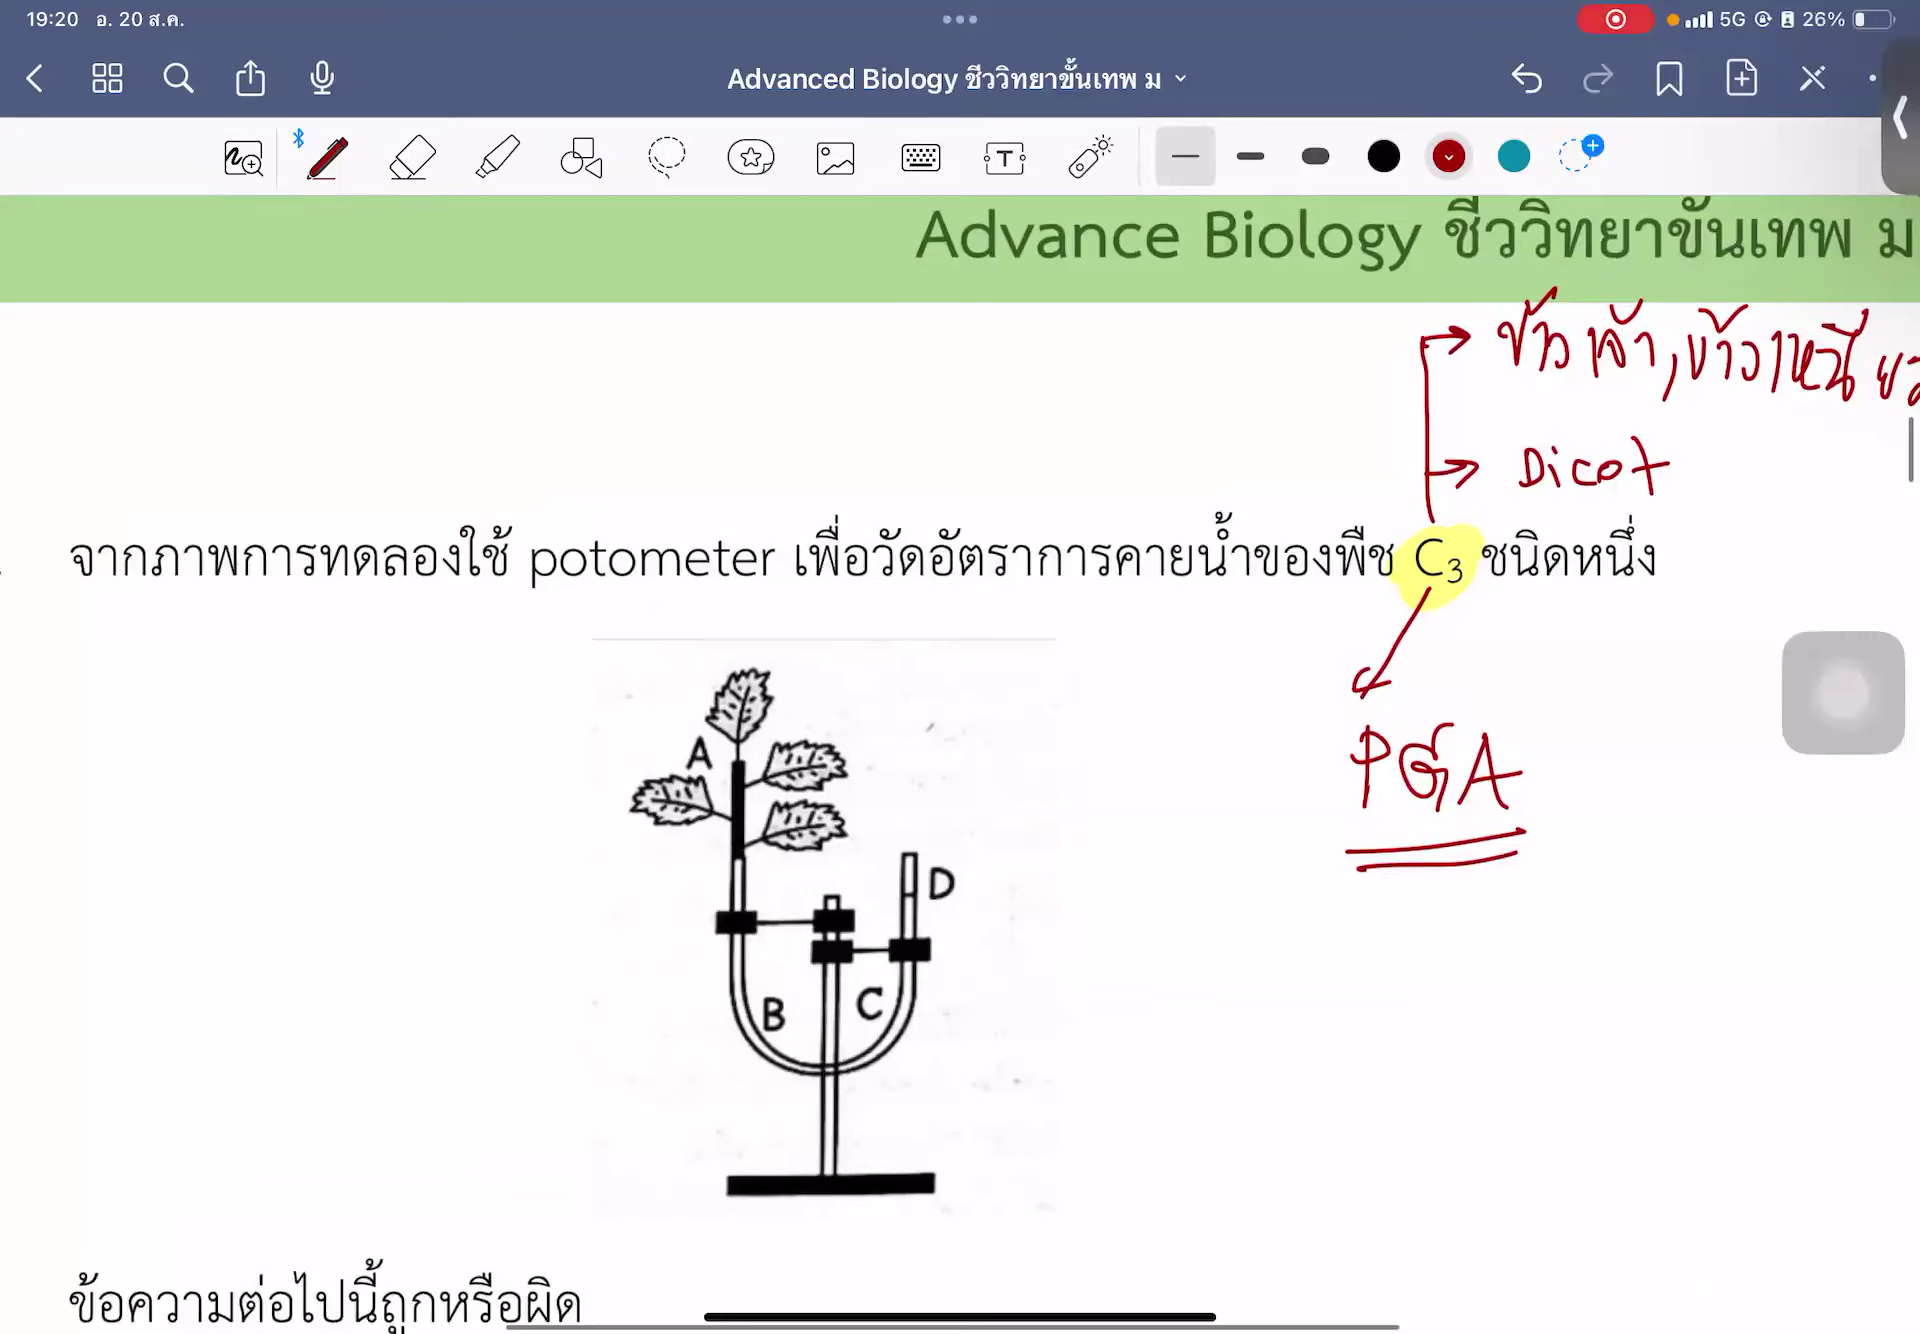 19:20 อ. 20 ส.ค.
5G 26%
Advanced Biology ชีววิทยาขั้นเทพ ม
T
Advance Biology ชีววิทยาขั้นเทพ ม
ข้าวเจ้า, ข้าวเหนียว
Dicot
จากภาพการทดลองใช้ potometer เพื่อวัดอัตราการคายน้ำของพืช C₃ ชนิดหนึ่ง
PGA
A
D
B
C
ข้อความต่อไปนี้ถูกหรือผิด